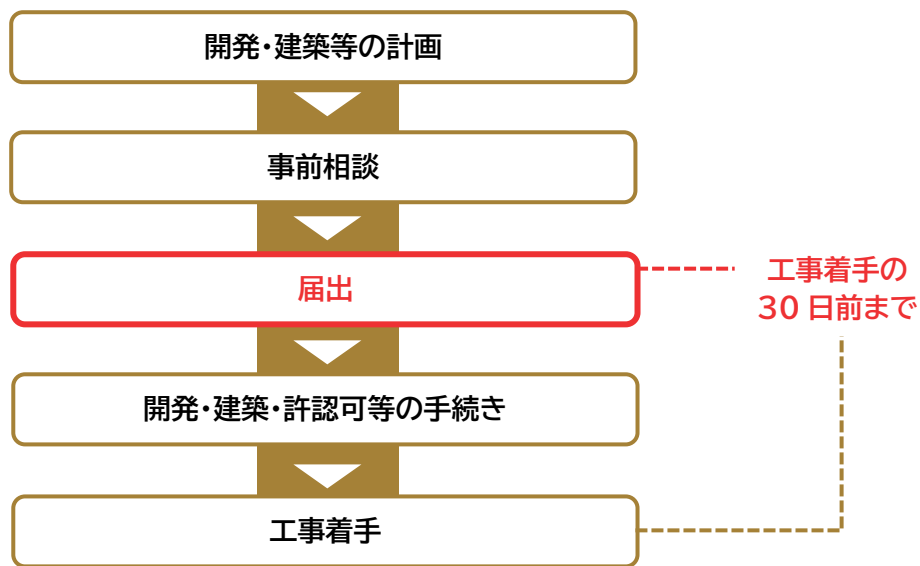 開発・建築等の計画
事前相談
届出
工事着手の
30日前まで
開発・建築・許認可等の手続き
工事着手